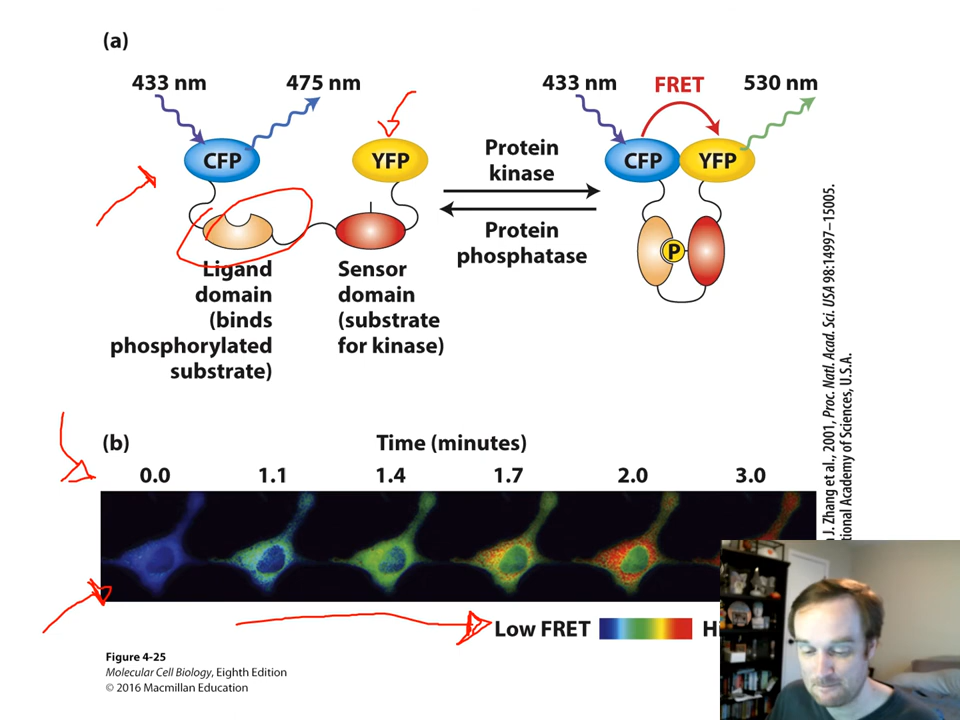 (a)
433 nm
475 nm
433 nm
FRET
530 nm
CFP
YFP
CFP
YFP
Protein
kinase
Protein
phosphatase
P
Ligand
domain
(binds
phosphorylated
substrate)
Sensor
domain
(substrate
for kinase)
J. Zhang et al., 2001, Proc. Natl. Acad. Sci. USA 98:14997–15005.
Academy of Sciences, U.S.A.
(b)
Time (minutes)
0.0 1.1 1.4 1.7 2.0 3.0
Low FRET
Figure 4-25
Molecular Cell Biology, Eighth Edition
© 2016 Macmillan Education